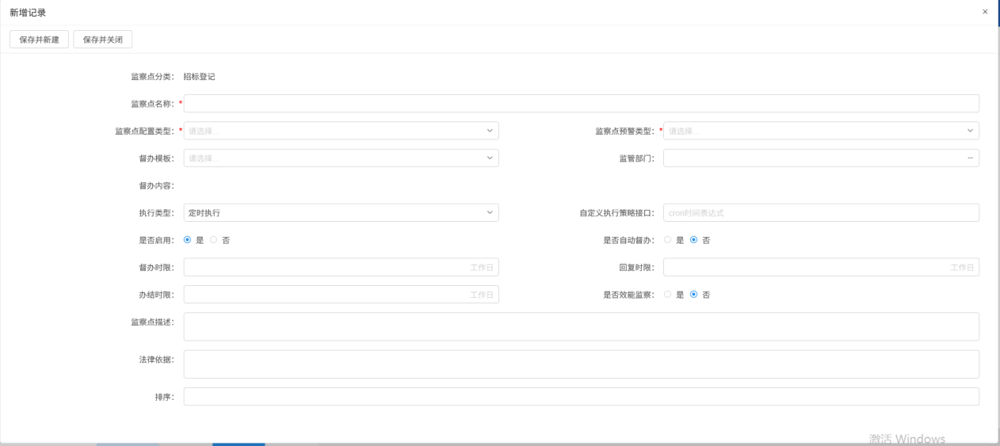 新增记录 ×
保存并新建 保存并关闭
监察点分类： 招标登记
监察点名称：*
监察点配置类型：* 请选择... 监察点预警类型：* 请选择...
督办模板： 请选择... 监管部门： ...
督办内容：
执行类型： 定时执行 自定义执行策略接口： cron时间表达式
是否启用： 是 否 是否自动督办： 是 否
督办时限： 工作日 回复时限： 工作日
办结时限： 工作日 是否效能监察： 是 否
监察点描述：
法律依据：
排序：
激活 Windows